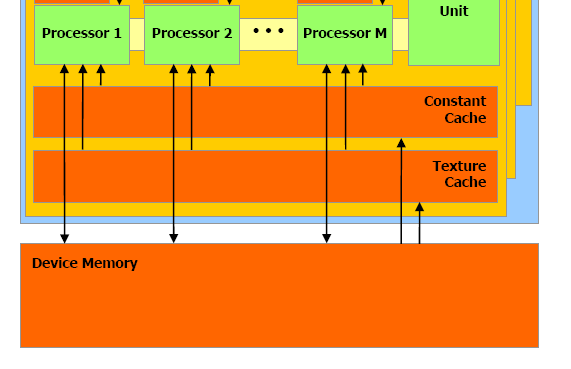 Unit
Processor 1
Processor 2
• • •
Processor M
Constant
Cache
Texture
Cache
Device Memory